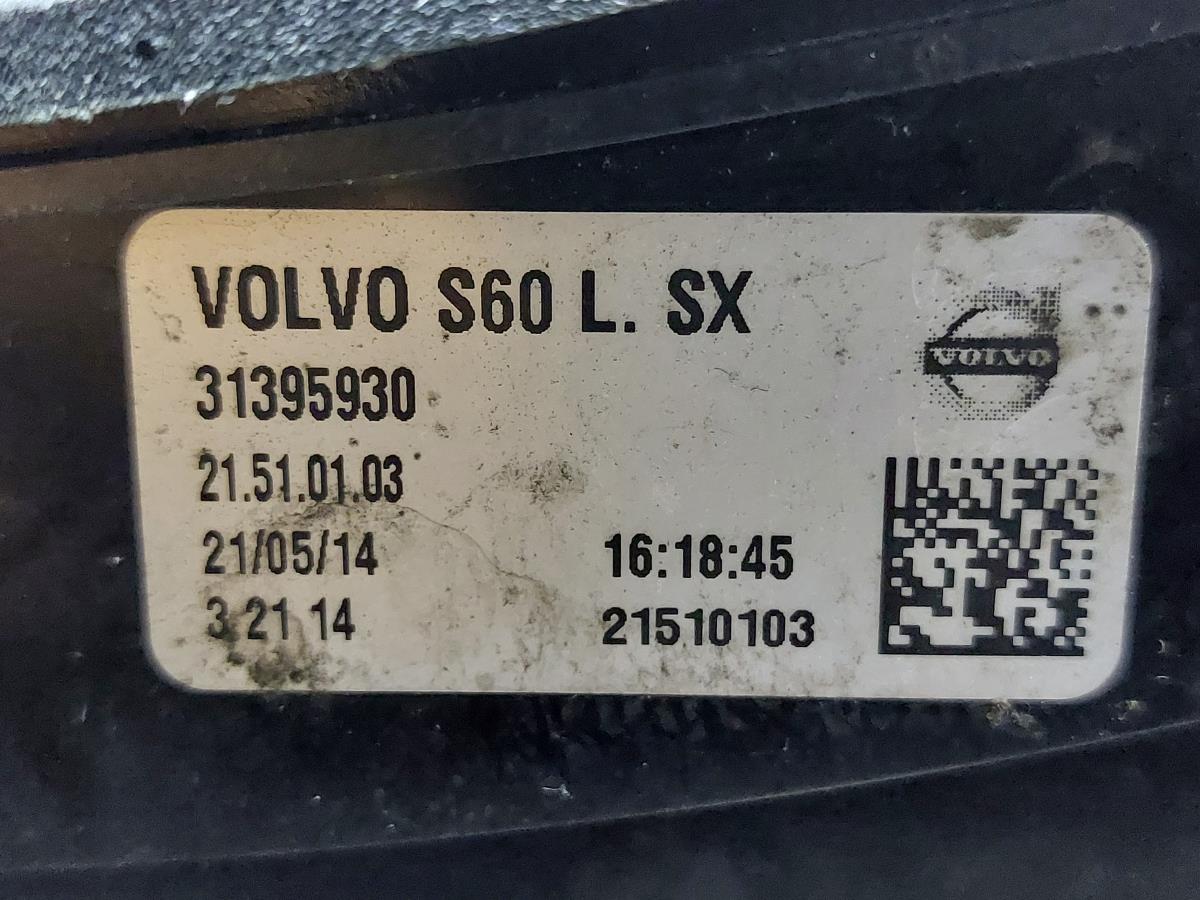 VOLVO S60 L. SX
VOLVO
31395930
21.51.01.03
21/05/14 16:18:45
3 21 14 21510103